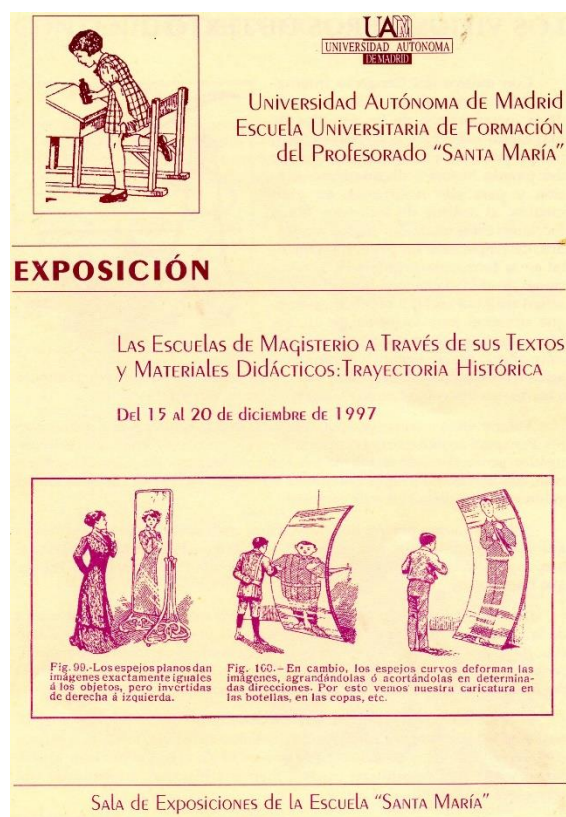 UAM
UNIVERSIDAD AUTONOMA
DE MADRID
Universidad Autónoma de Madrid
Escuela Universitaria de Formación
del Profesorado “Santa María”
EXPOSICIÓN
Las Escuelas de Magisterio a Través de sus Textos
y Materiales Didácticos: Trayectoria Histórica
Del 15 al 20 de diciembre de 1997
Fig. 99.-Los espejos planos dan
imágenes exactamente iguales
á los objetos, pero invertidas
de derecha á izquierda.
Fig. 100.- En cambio, los espejos curvos deforman las
imágenes, agrandándolas ó acortándolas en determina-
das direcciones. Por esto vemos nuestra caricatura en
las botellas, en las copas, etc.
Sala de Exposiciones de la Escuela “Santa María”